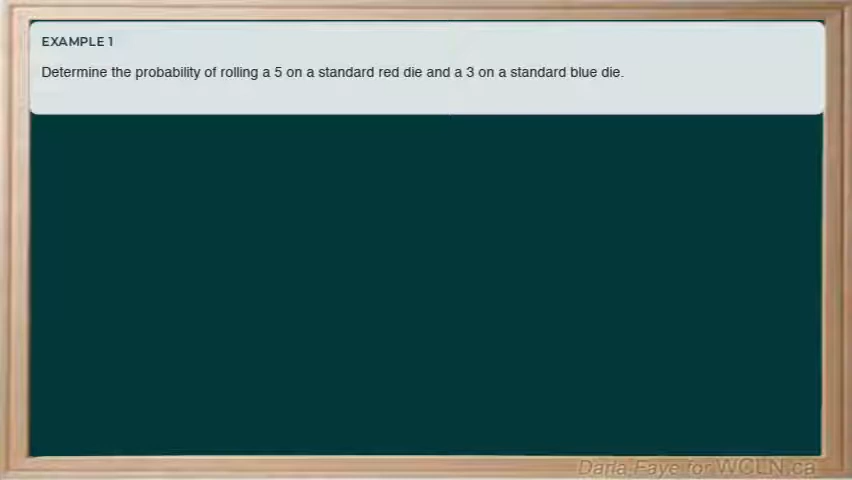 EXAMPLE 1
Determine the probability of rolling a 5 on a standard red die and a 3 on a standard blue die.
Darla Faye for WCLN.ca